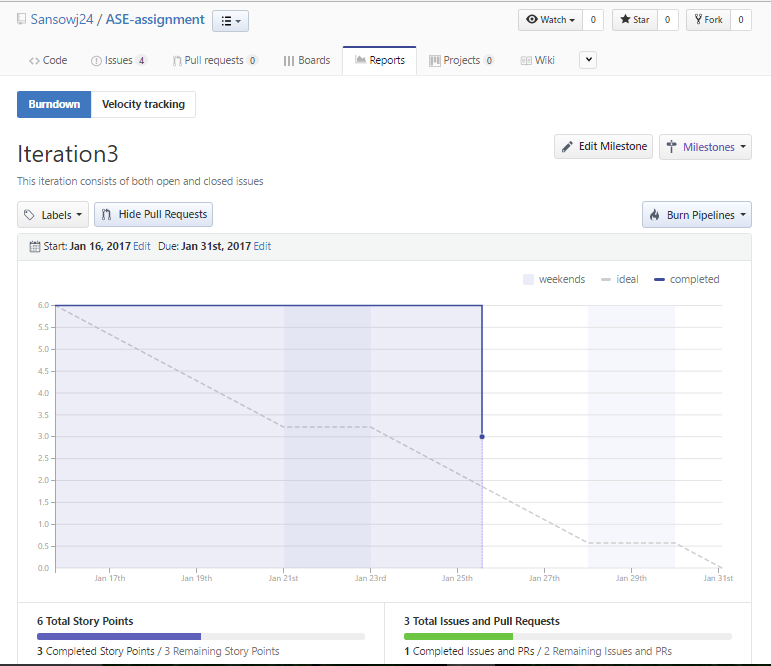 Sansowj24 / ASE-assignment
Watch 0 Star 0 Fork 0
Code Issues 4 Pull requests 0 Boards Reports Projects 0 Wiki
Burndown Velocity tracking
Iteration3
Edit Milestone Milestones
This iteration consists of both open and closed issues
Labels Hide Pull Requests Burn Pipelines
Start: Jan 16, 2017 Edit Due: Jan 31st, 2017 Edit
weekends ideal completed
6.0
5.5
5.0
4.5
4.0
3.5
3.0
2.5
2.0
1.5
1.0
0.5
0.0
Jan 17th Jan 19th Jan 21st Jan 23rd Jan 25th Jan 27th Jan 29th Jan 31st
6 Total Story Points
3 Completed Story Points / 3 Remaining Story Points
3 Total Issues and Pull Requests
1 Completed Issues and PRs / 2 Remaining Issues and PRs